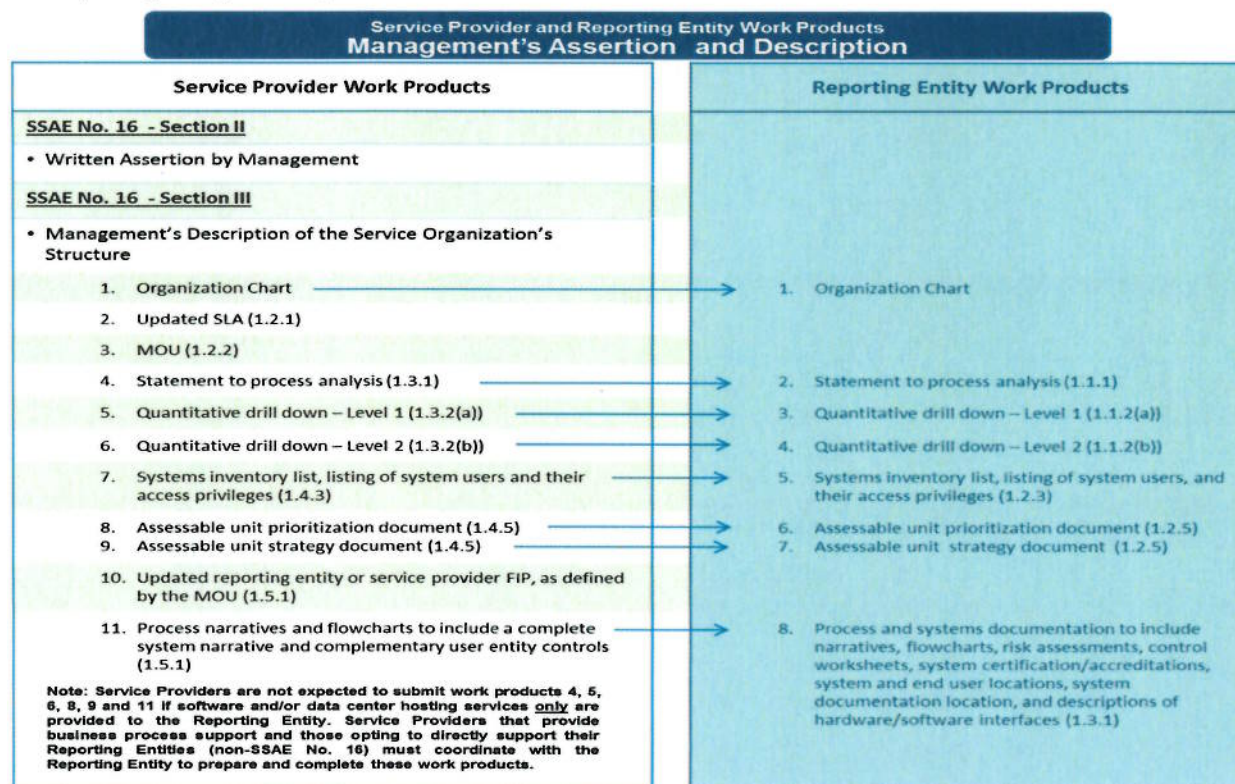 Service Provider and Reporting Entity Work Products
Management's Assertion and Description
Service Provider Work Products
SSAE No. 16 - Section II
• Written Assertion by Management
SSAE No. 16 - Section III
• Management's Description of the Service Organization's
Structure
1. Organization Chart
2. Updated SLA (1.2.1)
3. MOU (1.2.2)
4. Statement to process analysis (1.3.1)
5. Quantitative drill down – Level 1 (1.3.2(a))
6. Quantitative drill down – Level 2 (1.3.2(b))
7. Systems inventory list, listing of system users and their
access privileges (1.4.3)
8. Assessable unit prioritization document (1.4.5)
9. Assessable unit strategy document (1.4.5)
10. Updated reporting entity or service provider FIP, as defined
by the MOU (1.5.1)
11. Process narratives and flowcharts to include a complete
system narrative and complementary user entity controls
(1.5.1)
Note: Service Providers are not expected to submit work products 4, 5,
6, 8, 9 and 11 if software and/or data center hosting services only are
provided to the Reporting Entity. Service Providers that provide
business process support and those opting to directly support their
Reporting Entities (non-SSAE No. 16) must coordinate with the
Reporting Entity to prepare and complete these work products.
Reporting Entity Work Products
1. Organization Chart
2. Statement to process analysis (1.1.1)
3. Quantitative drill down – Level 1 (1.1.2(a))
4. Quantitative drill down – Level 2 (1.1.2(b))
5. Systems inventory list, listing of system users, and
their access privileges (1.2.3)
6. Assessable unit prioritization document (1.2.5)
7. Assessable unit strategy document (1.2.5)
8. Process and systems documentation to include
narratives, flowcharts, risk assessments, control
worksheets, system certification/accreditations,
system and end user locations, system
documentation location, and descriptions of
hardware/software interfaces (1.3.1)